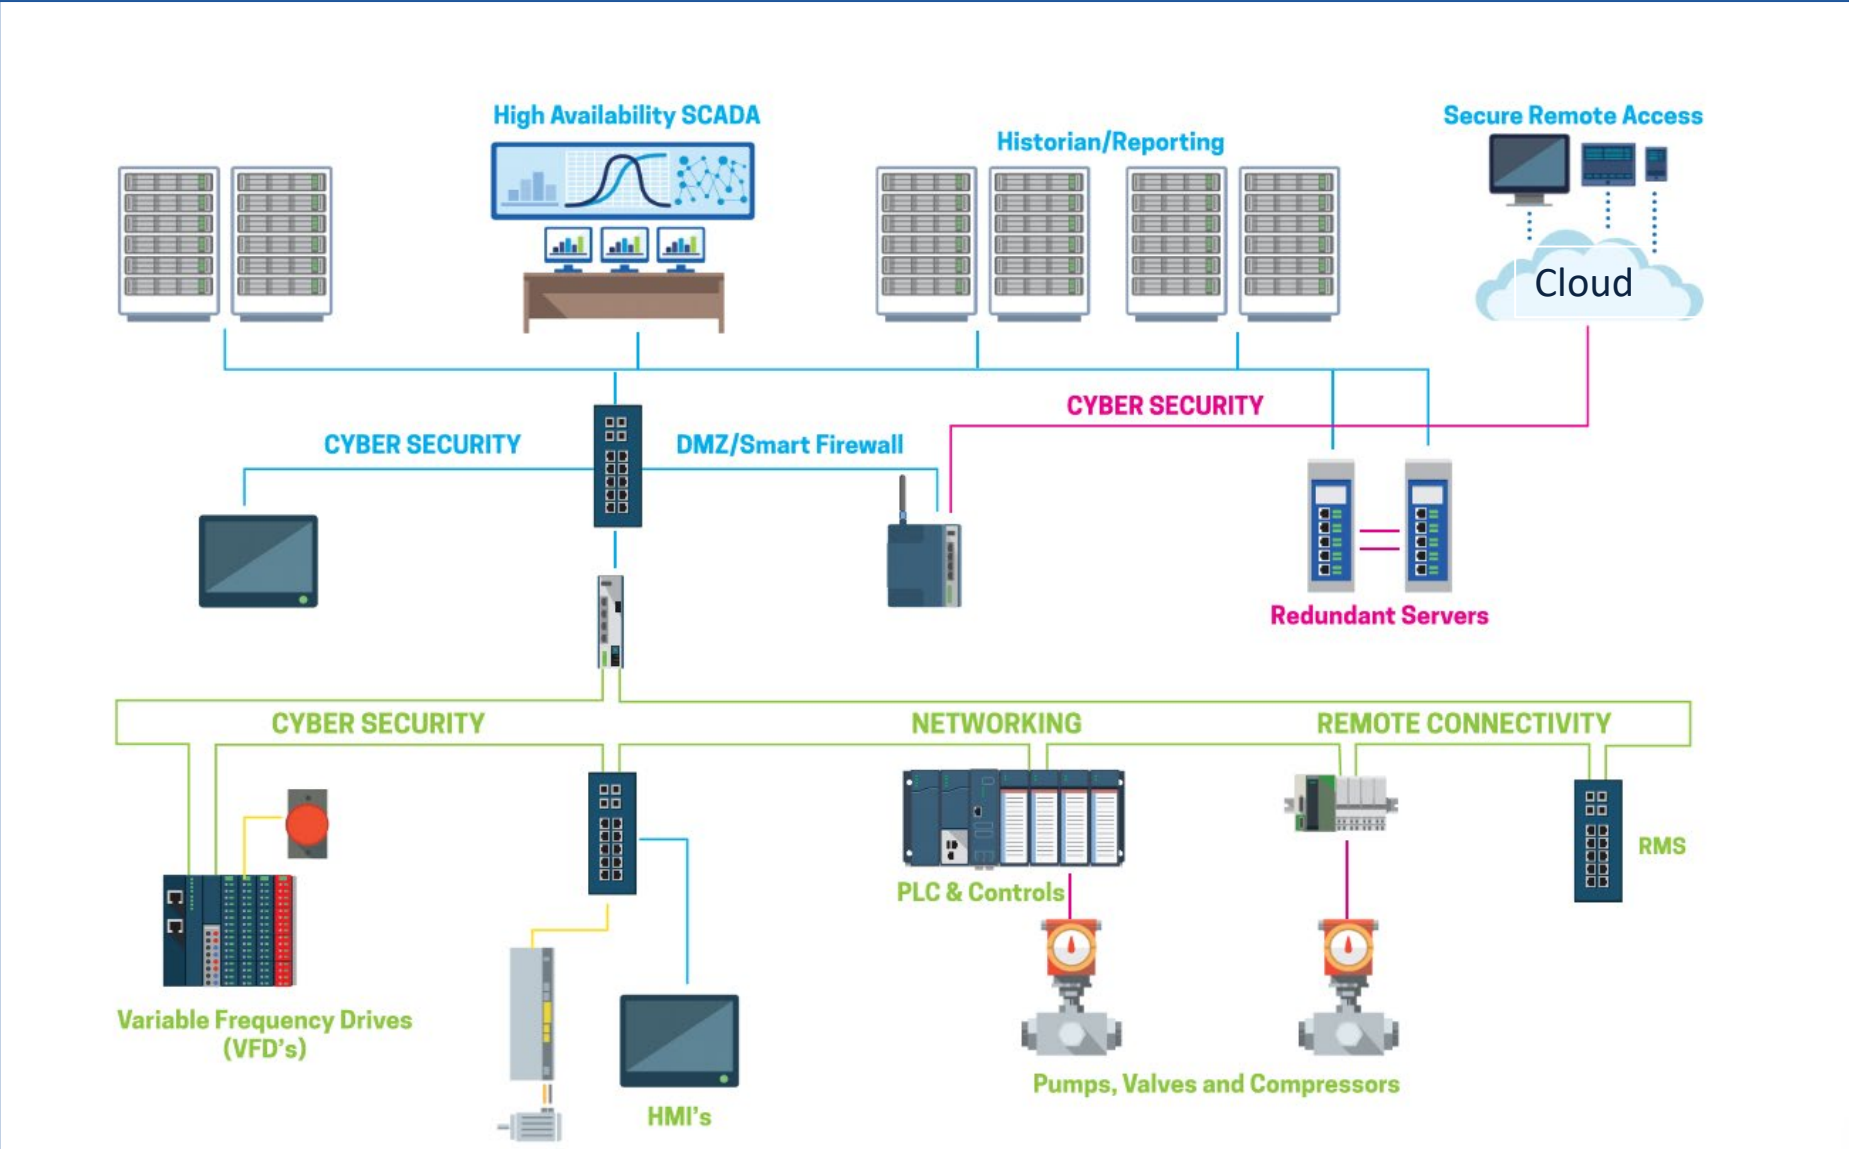 High Availability SCADA
Historian/Reporting
Secure Remote Access
Cloud
CYBER SECURITY
CYBER SECURITY
DMZ/Smart Firewall
Redundant Servers
CYBER SECURITY
NETWORKING
REMOTE CONNECTIVITY
RMS
PLC & Controls
Variable Frequency Drives
(VFD's)
HMI's
Pumps, Valves and Compressors